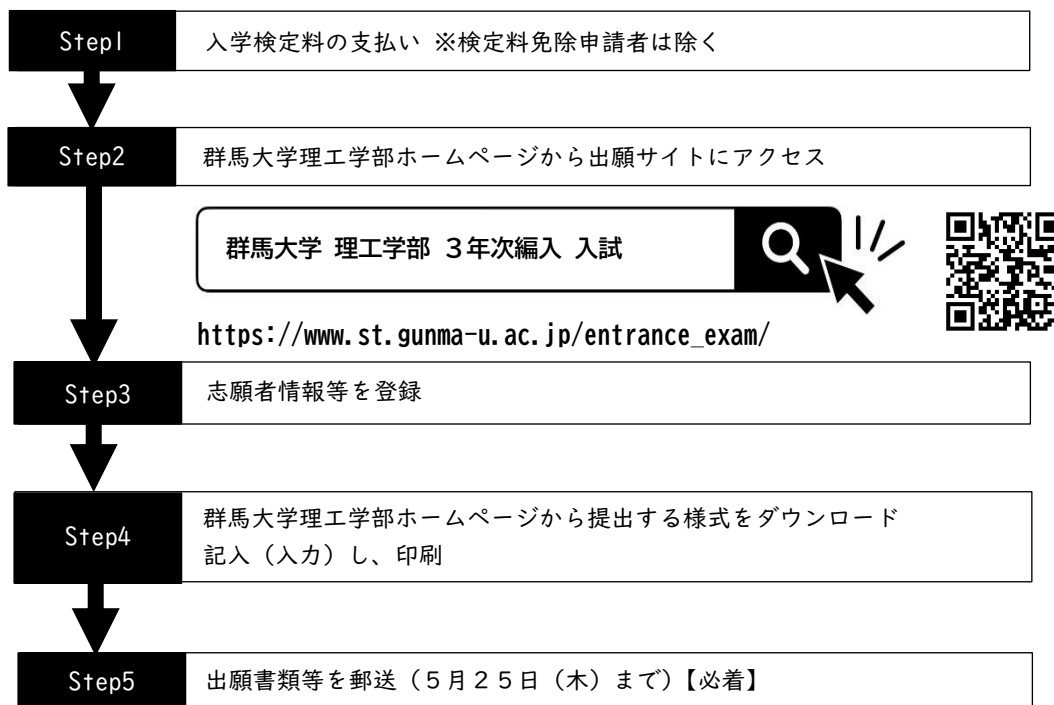 Step1 入学検定料の支払い ※検定料免除申請者は除く
Step2 群馬大学理工学部ホームページから出願サイトにアクセス
群馬大学 理工学部 3年次編入 入試
https://www.st.gunma-u.ac.jp/entrance_exam/
Step3 志願者情報等を登録
Step4 群馬大学理工学部ホームページから提出する様式をダウンロード
記入（入力）し、印刷
Step5 出願書類等を郵送（５月２５日（木）まで）【必着】